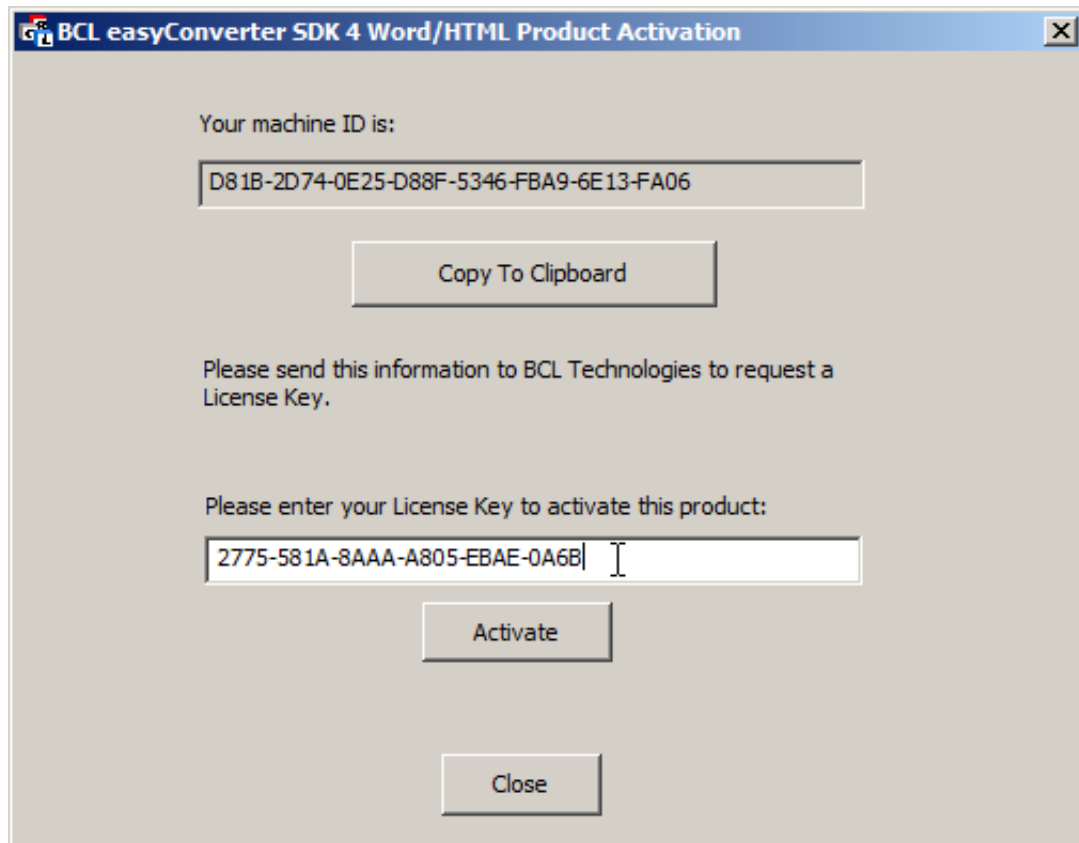 BCL easyConverter SDK 4 Word/HTML Product Activation
Your machine ID is:
D81B-2D74-0E25-D88F-5346-FBA9-6E13-FA06
Copy To Clipboard
Please send this information to BCL Technologies to request a
License Key.
Please enter your License Key to activate this product:
2775-581A-8AAA-A805-EBAE-0A6B
Activate
Close